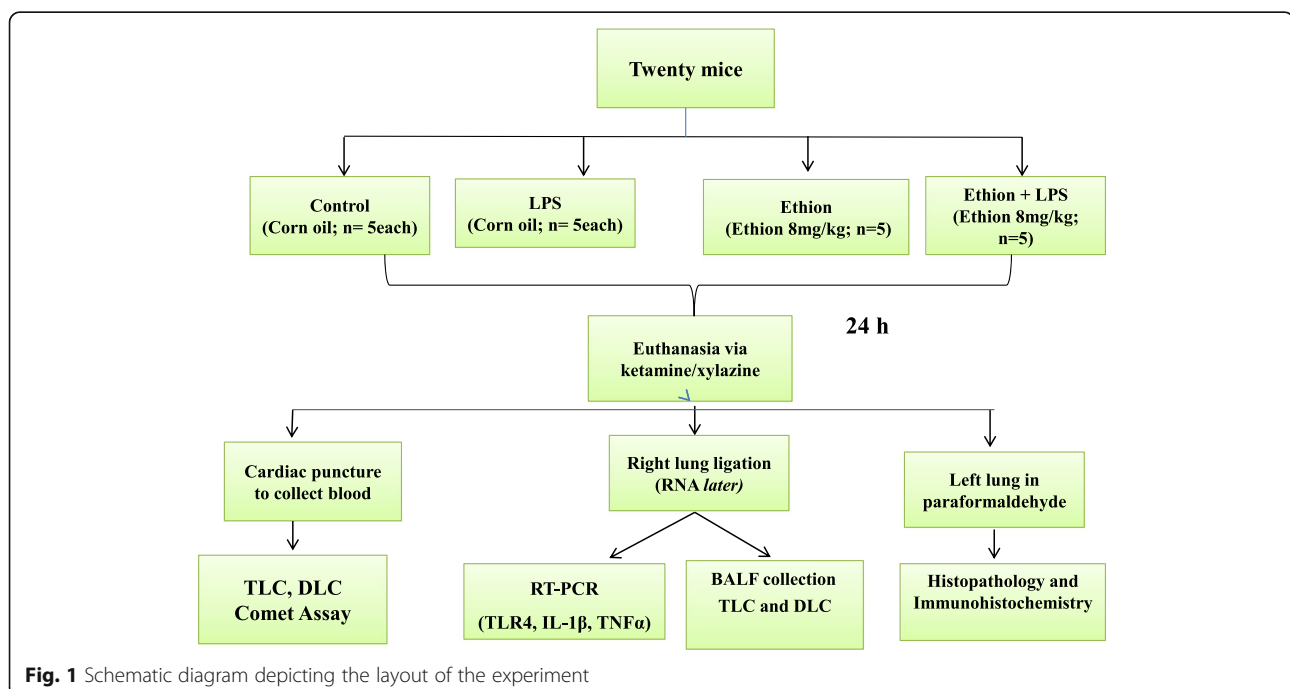 Twenty mice
Control
(Corn oil; n= 5each)
LPS
(Corn oil; n= 5each)
Ethion
(Ethion 8mg/kg; n=5)
Ethion + LPS
(Ethion 8mg/kg;
n=5)
24 h
Euthanasia via
ketamine/xylazine
Cardiac puncture
to collect blood
Right lung ligation
(RNA later)
Left lung in
paraformaldehyde
TLC, DLC
Comet Assay
RT-PCR
(TLR4, IL-1β, TNFα)
BALF collection
TLC and DLC
Histopathology and
Immunohistochemistry
Fig. 1 Schematic diagram depicting the layout of the experiment